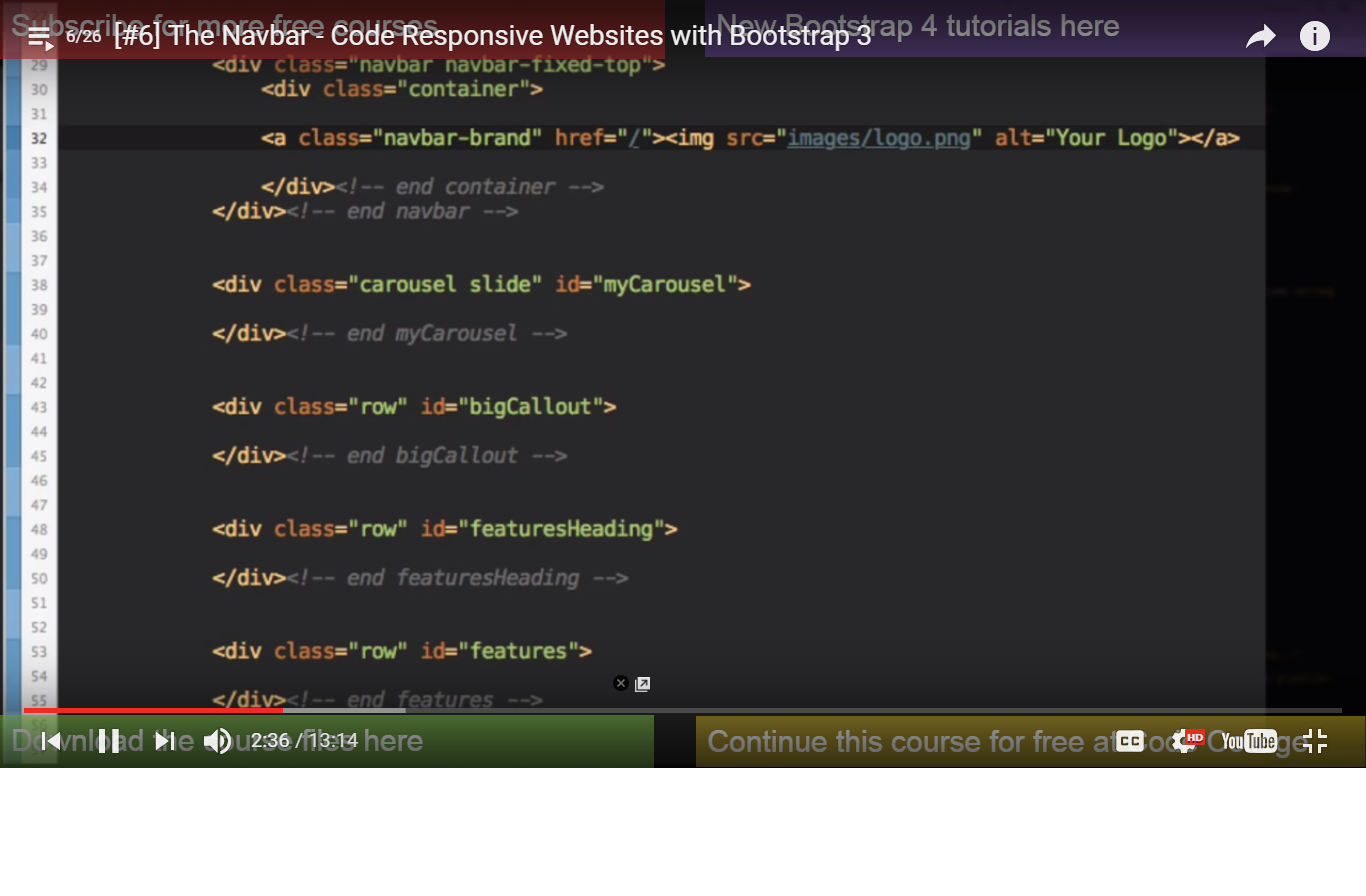 Subscribe for more free courses
New Bootstrap 4 tutorials here
6/26 [#6] The Navbar - Code Responsive Websites with Bootstrap 3
29 <div class="navbar navbar-fixed-top">
30 <div class="container">
31
32 <a class="navbar-brand" href="/"><img src="images/logo.png" alt="Your Logo"></a>
33
34 </div><!-- end container -->
35 </div><!-- end navbar -->
36
37
38 <div class="carousel slide" id="myCarousel">
39
40 </div><!-- end myCarousel -->
41
42
43 <div class="row" id="bigCallout">
44
45 </div><!-- end bigCallout -->
46
47
48 <div class="row" id="featuresHeading">
49
50 </div><!-- end featuresHeading -->
51
52
53 <div class="row" id="features">
54
55 </div><!-- end features -->
56
Download the course files here
2:36 / 13:14
Continue this course for free at Code College
CC HD YouTube